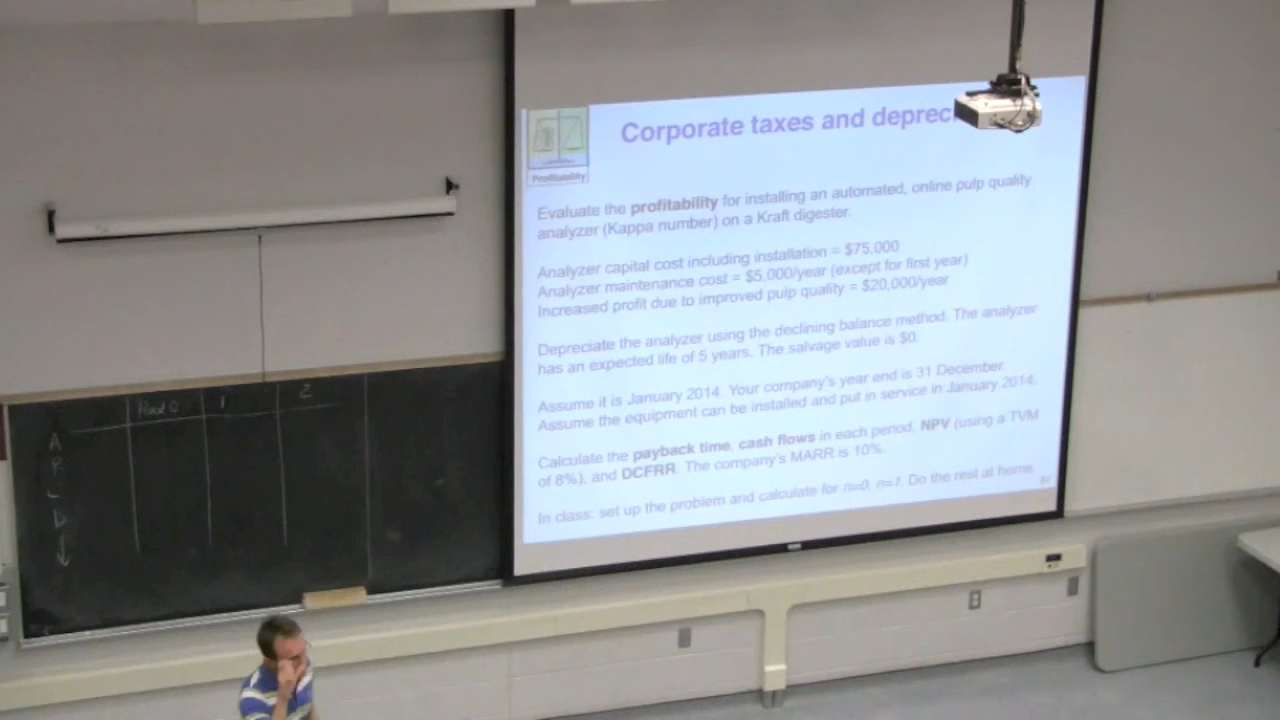 Corporate taxes and deprec
Profitability
Evaluate the profitability for installing an automated, online pulp quality
analyzer (Kappa number) on a Kraft digester.
Analyzer capital cost including installation = $75,000
Analyzer maintenance cost = $5,000/year (except for first year)
Increased profit due to improved pulp quality = $20,000/year
Depreciate the analyzer using the declining balance method. The analyzer
has an expected life of 5 years. The salvage value is $0.
Assume it is January 2014. Your company's year end is 31 December.
Assume the equipment can be installed and put in service in January 2014.
Calculate the payback time, cash flows in each period, NPV (using a TVM
of 8%), and DCFRR. The company's MARR is 10%.
In class: set up the problem and calculate for n=0, n=1. Do the rest at home.
1 2
A
B
C
D